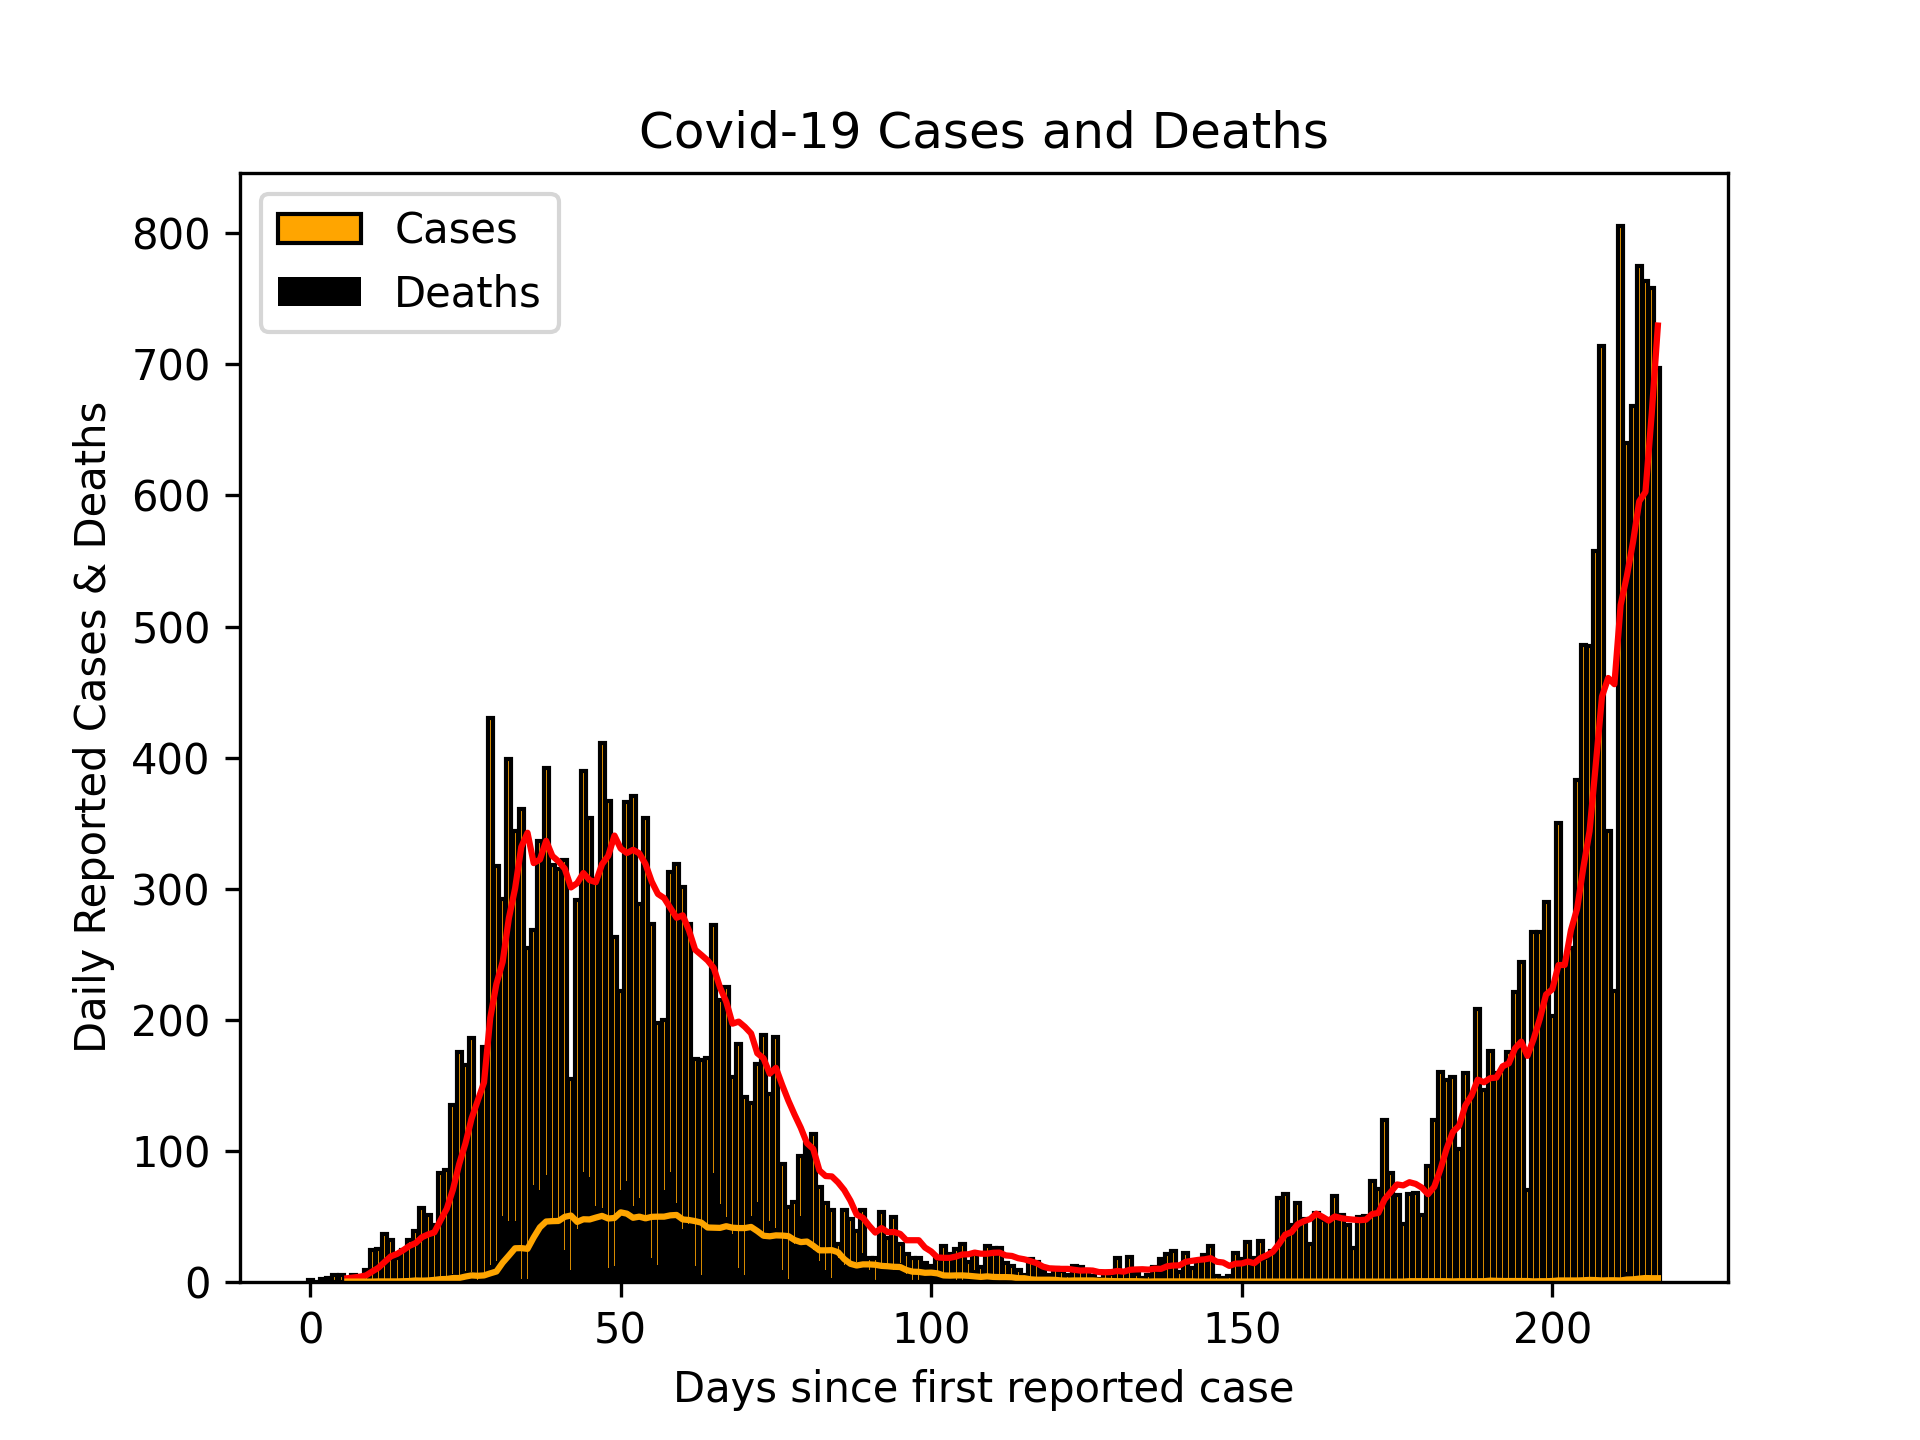 Covid-19 Cases and Deaths
Cases
Deaths
800
700
600
500
400
300
200
100
0
Daily Reported Cases & Deaths
0 50 100 150 200
Days since first reported case